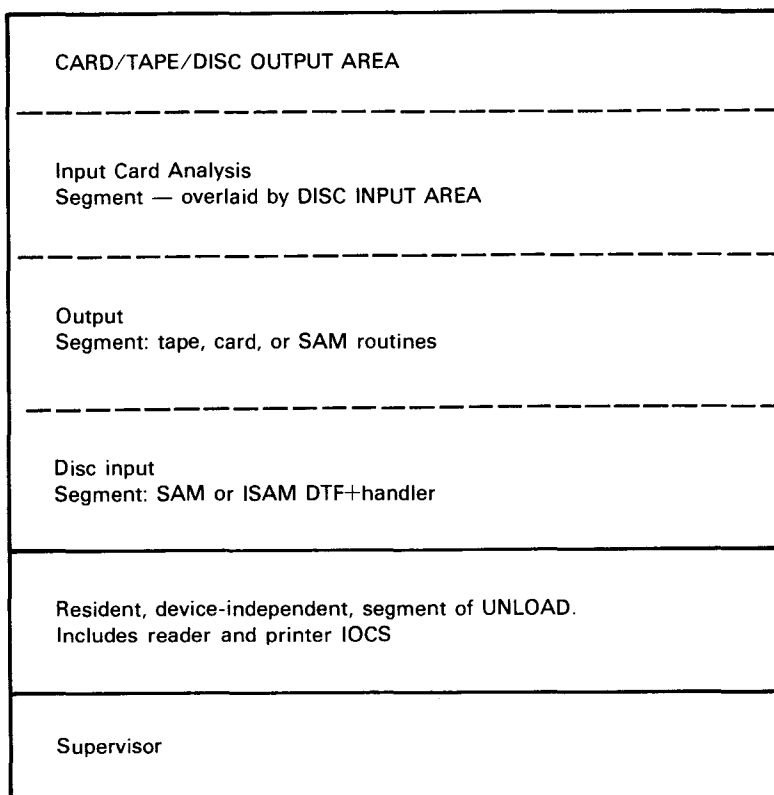 CARD/TAPE/DISC OUTPUT AREA
Input Card Analysis
Segment — overlaid by DISC INPUT AREA
Output
Segment: tape, card, or SAM routines
Disc input
Segment: SAM or ISAM DTF+handler
Resident, device-independent, segment of UNLOAD.
Includes reader and printer IOCS
Supervisor